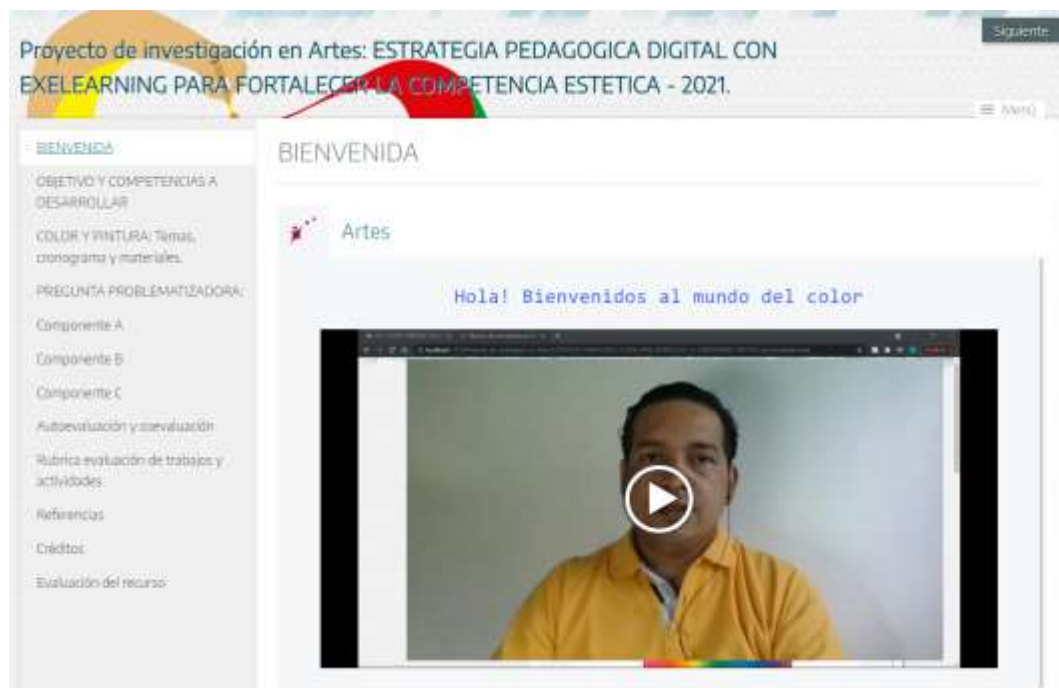 Siguiente
Proyecto de investigación en Artes: ESTRATEGIA PEDAGOGICA DIGITAL CON
EXELEARNING PARA FORTALECER LA COMPETENCIA ESTETICA - 2021.
Menú
BIENVENIDA
OBJETIVO Y COMPETENCIAS A
DESARROLLAR
COLOR Y PINTURA: Temas,
cronograma y materiales.
PREGUNTA PROBLEMATIZADORA:
Componente A
Componente B
Componente C
Autoevaluación y coevaluación
Rubrica evaluación de trabajos y
actividades
Referencias
Créditos
Evaluación del recurso
BIENVENIDA
Artes
Hola! Bienvenidos al mundo del color